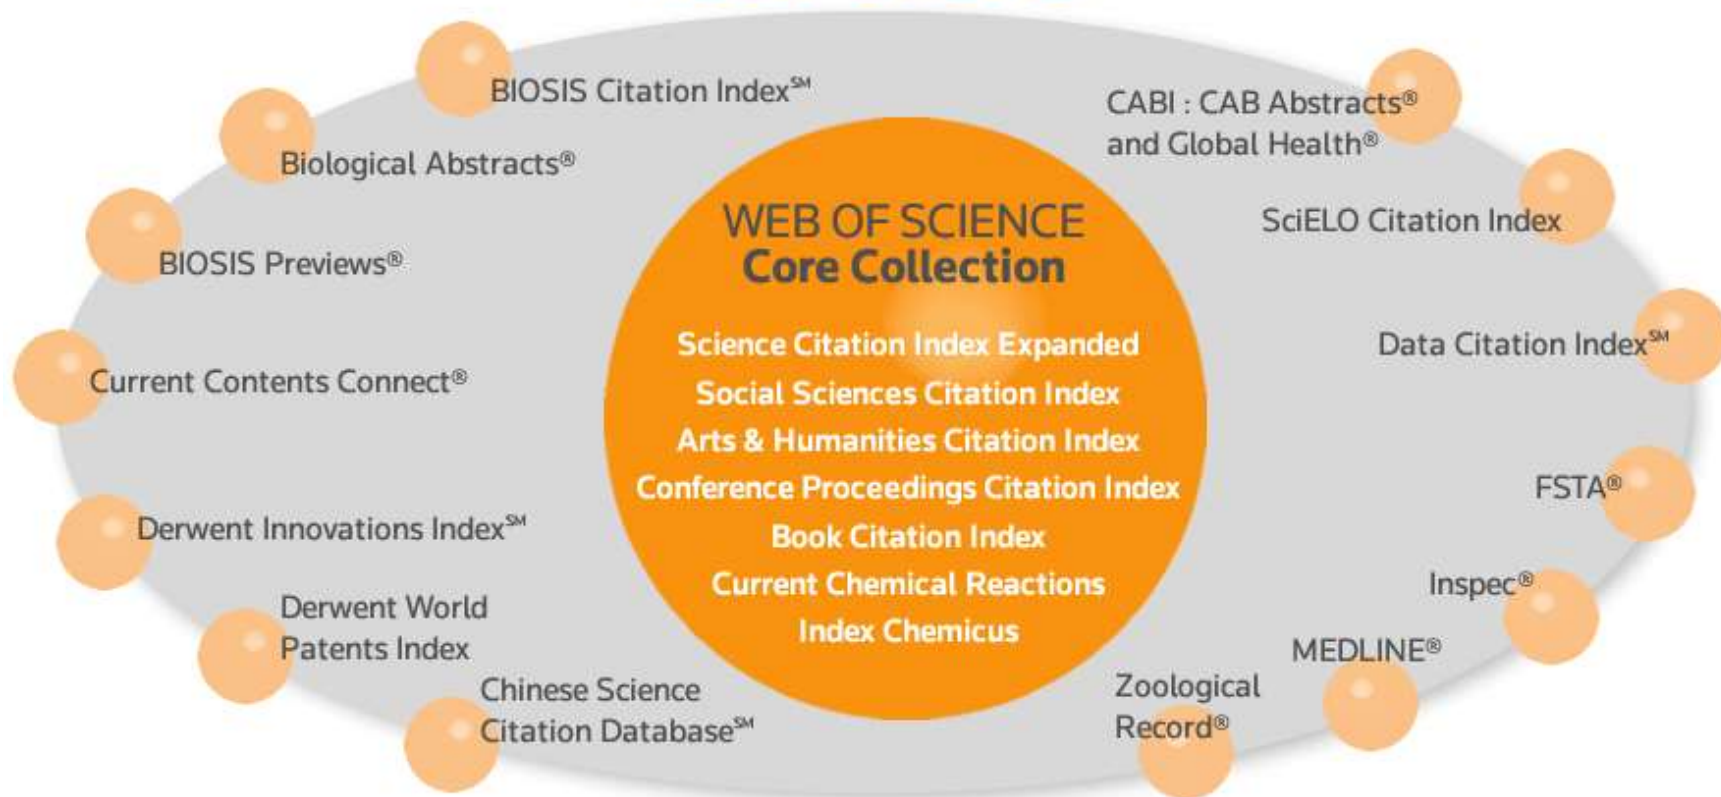 BIOSIS Citation Index℠
Biological Abstracts®
BIOSIS Previews®
Current Contents Connect®
Derwent Innovations Index℠
Derwent World
Patents Index
Chinese Science
Citation Database℠
WEB OF SCIENCE
Core Collection
Science Citation Index Expanded
Social Sciences Citation Index
Arts & Humanities Citation Index
Conference Proceedings Citation Index
Book Citation Index
Current Chemical Reactions
Index Chemicus
CABI : CAB Abstracts®
and Global Health®
SciELO Citation Index
Data Citation Index℠
FSTA®
Inspec®
MEDLINE®
Zoological
Record®